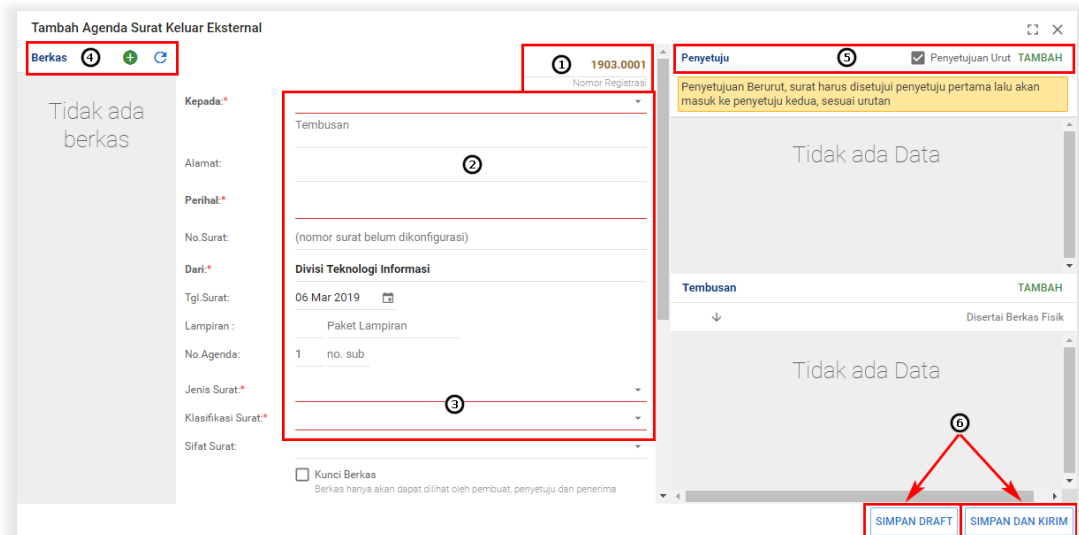 Tambah Agenda Surat Keluar Eksternal
Berkas ④
Tidak ada
berkas
① 1903.0001
Nomor Registrasi
Kepada:*
Tembusan
Alamat:
②
Perihal:*
No.Surat: (nomor surat belum dikonfigurasi)
Dari:* Divisi Teknologi Informasi
Tgl.Surat: 06 Mar 2019
Lampiran : Paket Lampiran
No.Agenda: 1 no. sub
Jenis Surat:*
③
Klasifikasi Surat:*
Sifat Surat:
Kunci Berkas
Berkas hanya akan dapat dilihat oleh pembuat, penyetuju dan penerima
Penyetuju ⑤ Penyetujuan Urut TAMBAH
Penyetujuan Berurut, surat harus disetujui penyetuju pertama lalu akan
masuk ke penyetuju kedua, sesuai urutan
Tidak ada Data
Tembusan TAMBAH
Disertai Berkas Fisik
Tidak ada Data
⑥
SIMPAN DRAFT SIMPAN DAN KIRIM